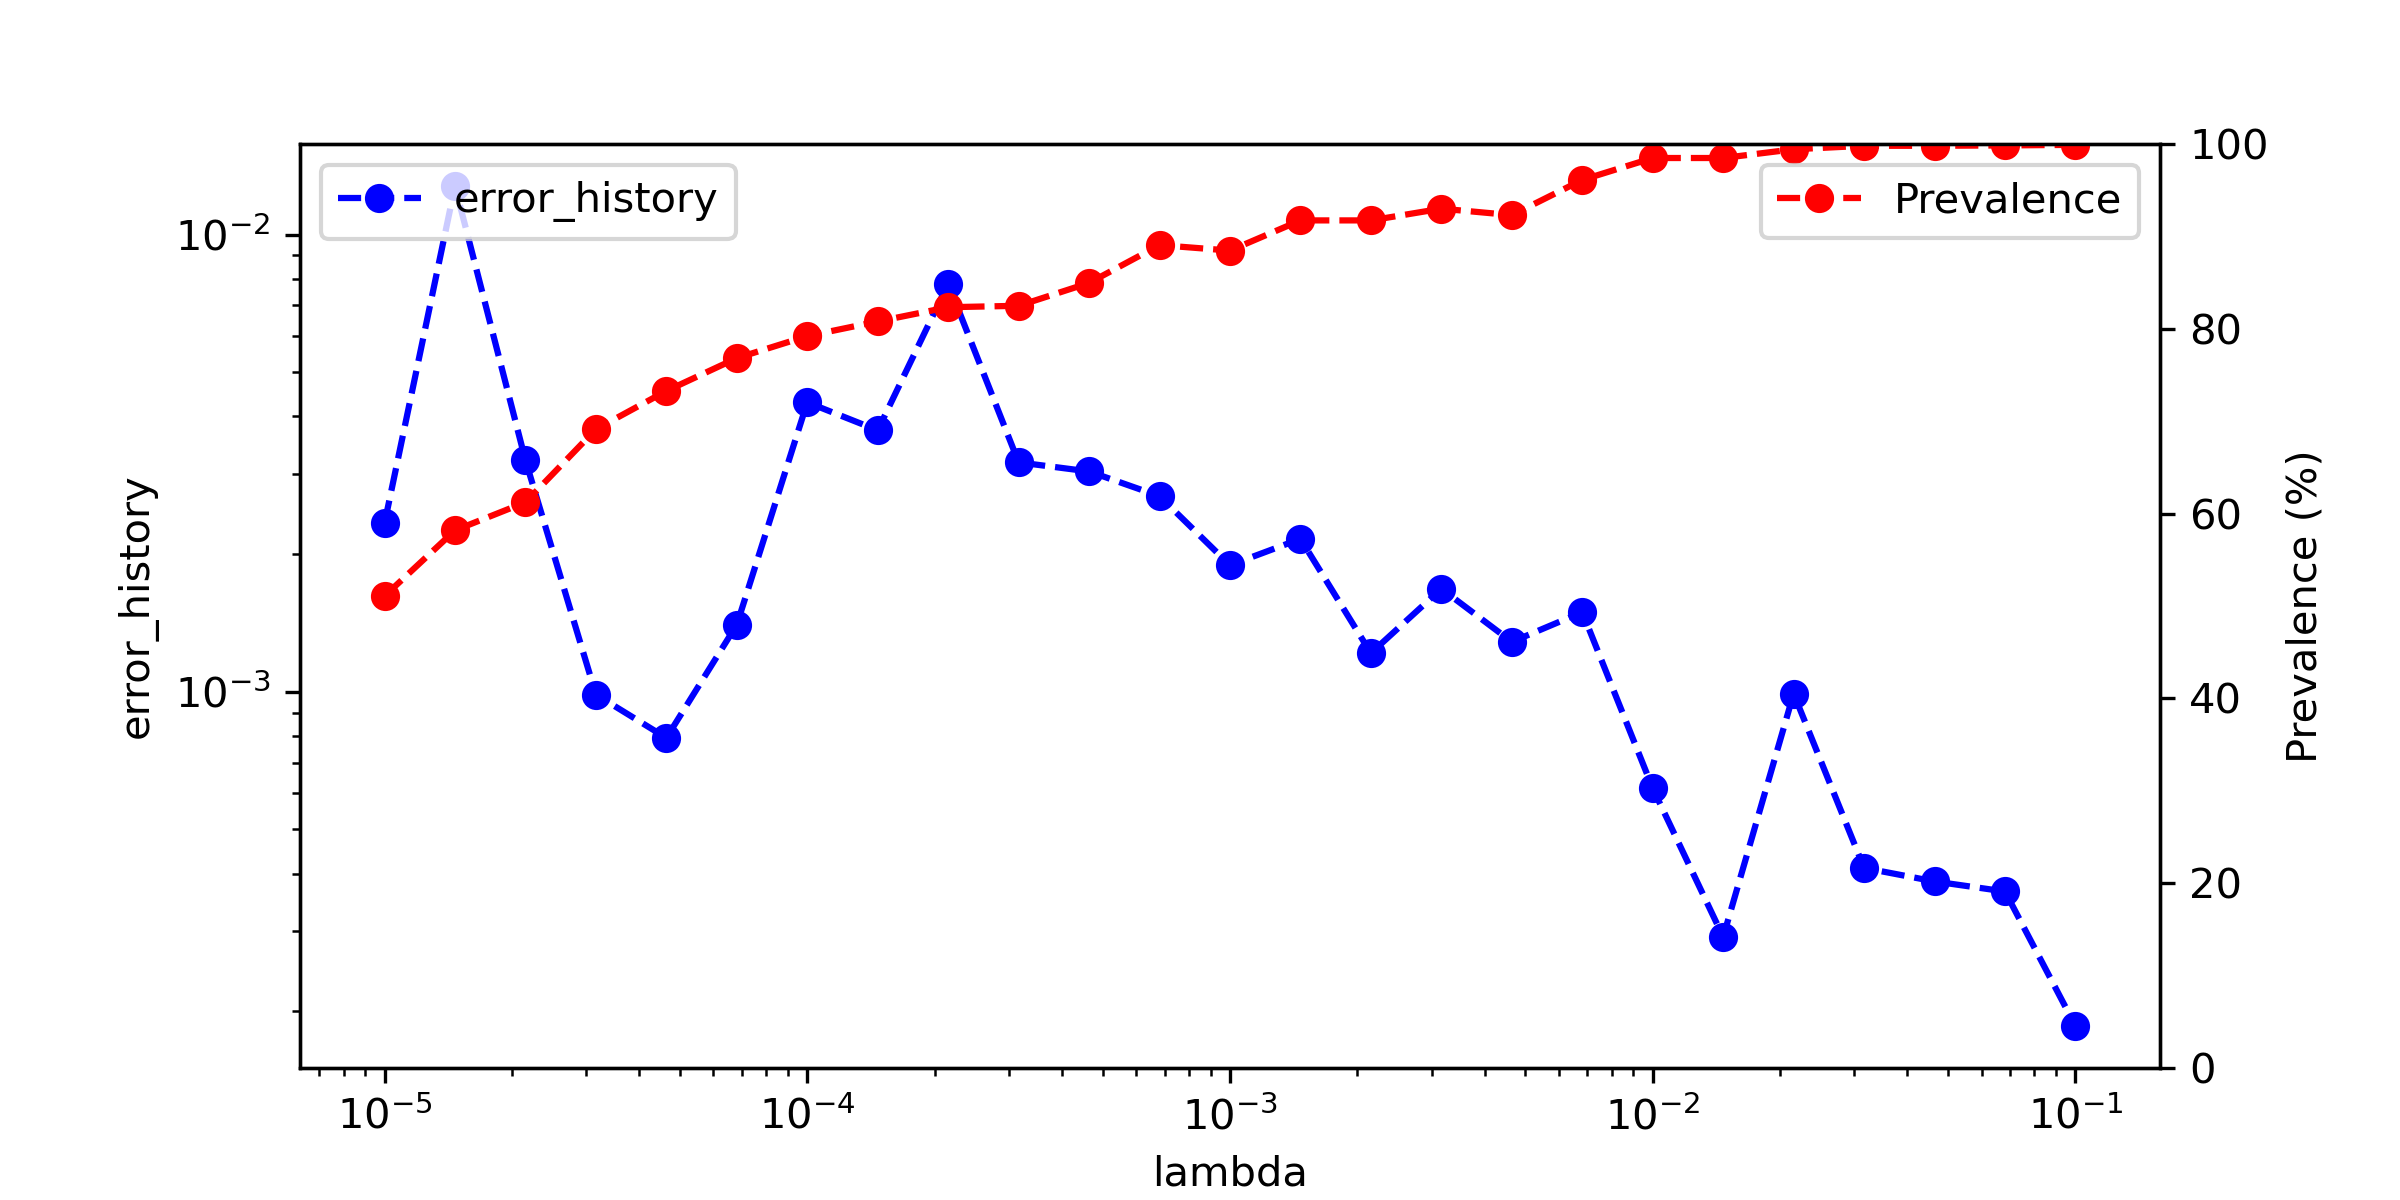 error_history
Prevalence
10⁻²
10⁻³
error_history
100
80
60
40
20
0
Prevalence (%)
10⁻⁵
10⁻⁴
10⁻³
10⁻²
10⁻¹
lambda